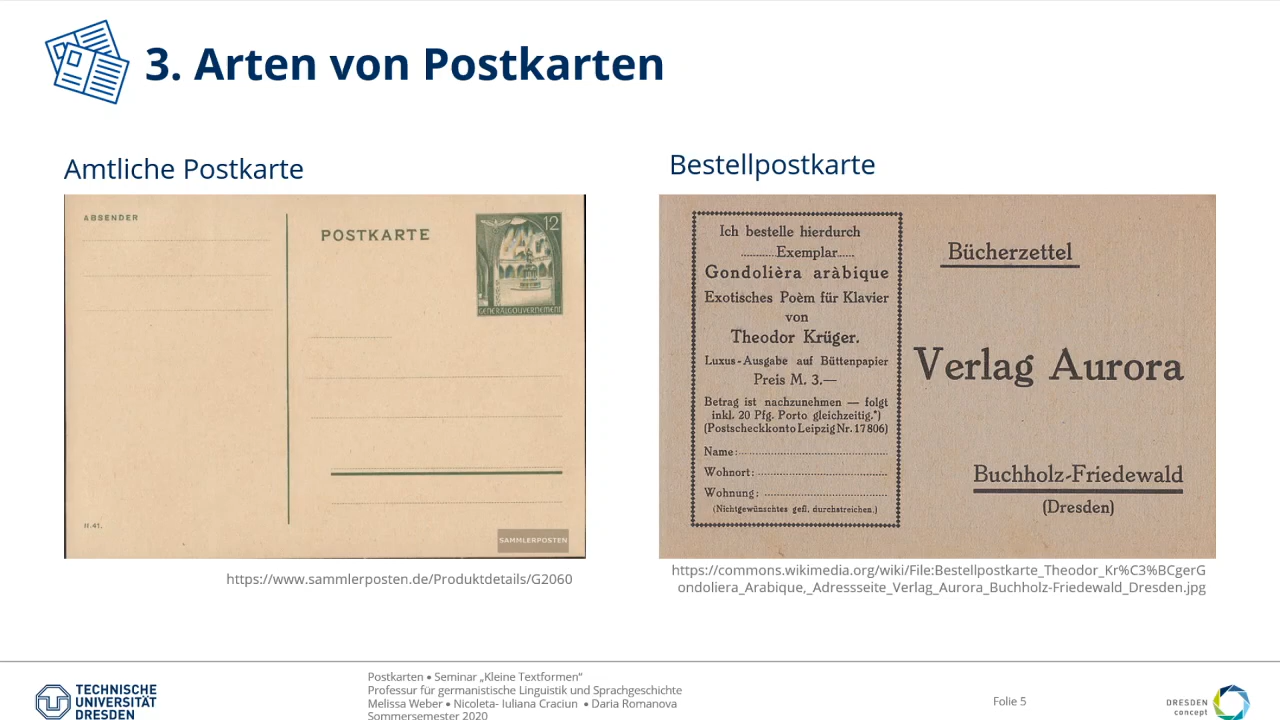 3. Arten von Postkarten
Amtliche Postkarte
ABSENDER
POSTKARTE
12
GENERALGOUVERNEMENT
II.41.
SAMMLERPOSTEN
https://www.sammlerposten.de/Produktdetails/G2060
Bestellpostkarte
Ich bestelle hierdurch
...........Exemplar.....
Gondolièra aràbique
Exotisches Poèm für Klavier
von
Theodor Krüger.
Luxus-Ausgabe auf Büttenpapier
Preis M. 3.—
Betrag ist nachzunehmen — folgt
inkl. 20 Pfg. Porto gleichzeitig.*)
(Postscheckkonto Leipzig Nr. 17806)
Name:
Wohnort:
Wohnung:
(Nichtgewünschtes gefl. durchstreichen.)
Bücherzettel
Verlag Aurora
Buchholz-Friedewald
(Dresden)
https://commons.wikimedia.org/wiki/File:Bestellpostkarte_Theodor_Kr%C3%BCgerG
ondoliera_Arabique,_Adressseite_Verlag_Aurora_Buchholz-Friedewald_Dresden.jpg
TECHNISCHE
UNIVERSITÄT
DRESDEN
Postkarten • Seminar „Kleine Textformen“
Professur für germanistische Linguistik und Sprachgeschichte
Melissa Weber • Nicoleta- Iuliana Craciun • Daria Romanova
Sommersemester 2020
Folie 5
DRESDEN
concept